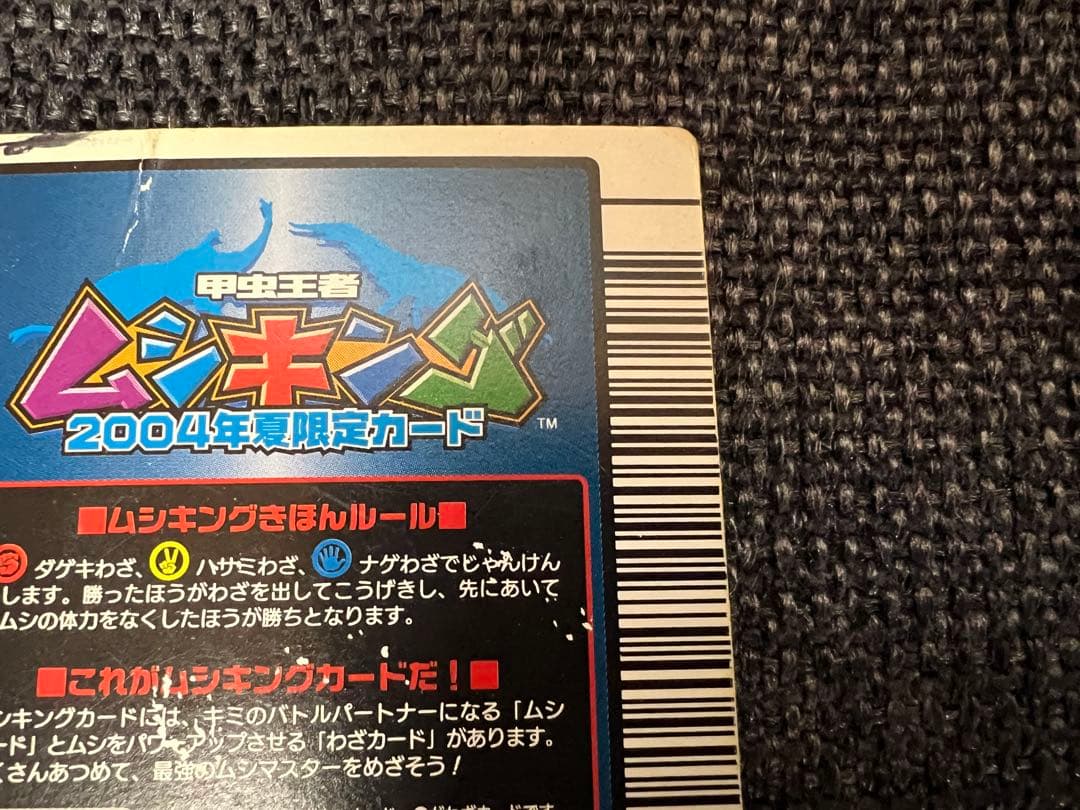 甲虫王者
ムシキング
2004年夏限定カード
TM
■ムシキングきほんルール■
ダゲキわざ、 ハサミわざ、 ナゲわざでじゃんけん
します。勝ったほうがわざを出してこうげきし、先にあいて
ムシの体力をなくしたほうが勝ちとなります。
■これがムシキングカードだ！■
シキングカードには、キミのバトルパートナーになる「ムシ
ード」とムシをパワーアップさせる「わざカード」があります。
くさんあつめて、最強のムシマスターをめざそう！